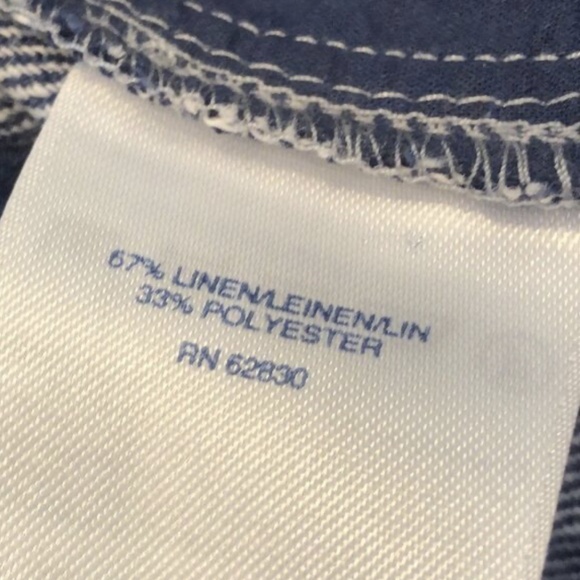 67% LINEN/LEINEN/LIN
33% POLYESTER
RN 62830